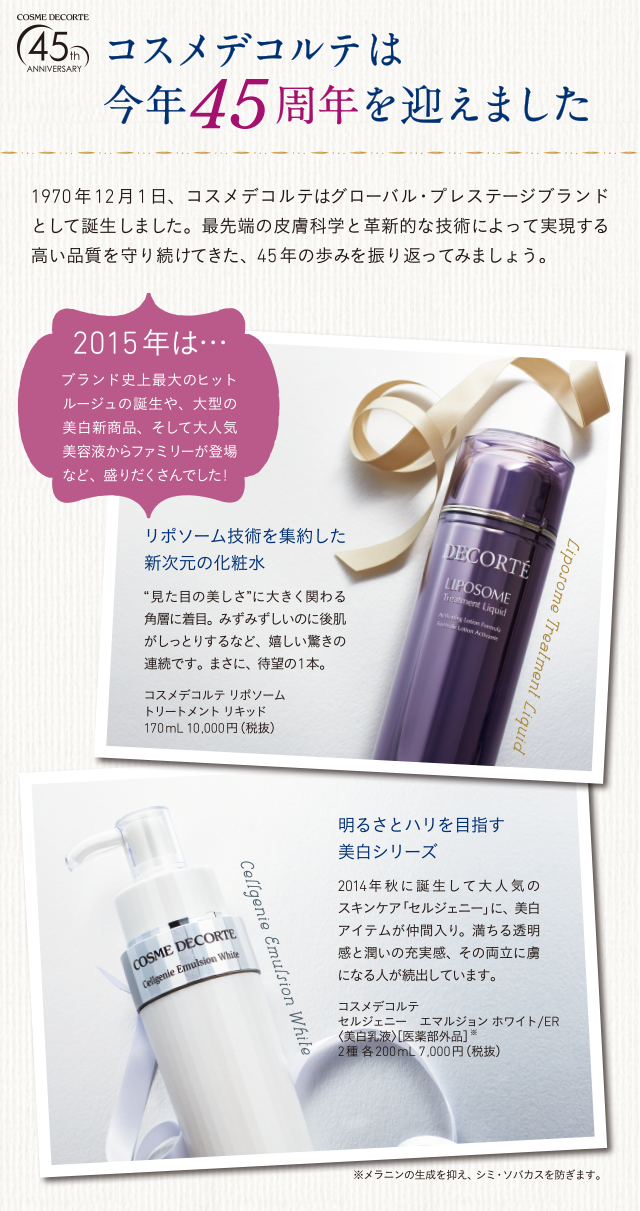 COSME DECORTE
45th
ANNIVERSARY
コスメデコルテは
今年45周年を迎えました
1970年12月1日、コスメデコルテはグローバル・プレステージブランド
として誕生しました。最先端の皮膚科学と革新的な技術によって実現する
高い品質を守り続けてきた、45年の歩みを振り返ってみましょう。
2015年は…
ブランド史上最大のヒット
ルージュの誕生や、大型の
美白新商品、そして大人気
美容液からファミリーが登場
など、盛りだくさんでした!
リポソーム技術を集約した
新次元の化粧水
“見た目の美しさ”に大きく関わる
角層に着目。みずみずしいのに後肌
がしっとりするなど、嬉しい驚きの
連続です。まさに、待望の1本。
コスメデコルテ リポソーム
トリートメント リキッド
170mL 10,000円（税抜）
DECORTÉ
LIPOSOME
Treatment Liquid
Activating Lotion Formula
Formule Lotion Activante
Liposome Treatment Liquid
COSME DECORTE
Cellgenie Emulsion White
Cellgenie Emulsion White
明るさとハリを目指す
美白シリーズ
2014年秋に誕生して大人気の
スキンケア「セルジェニー」に、美白
アイテムが仲間入り。満ちる透明
感と潤いの充実感、その両立に虜
になる人が続出しています。
コスメデコルテ
セルジェニー　エマルジョン ホワイト/ER
〈美白乳液〉［医薬部外品］※
2種 各200mL 7,000円（税抜）
※メラニンの生成を抑え、シミ・ソバカスを防ぎます。